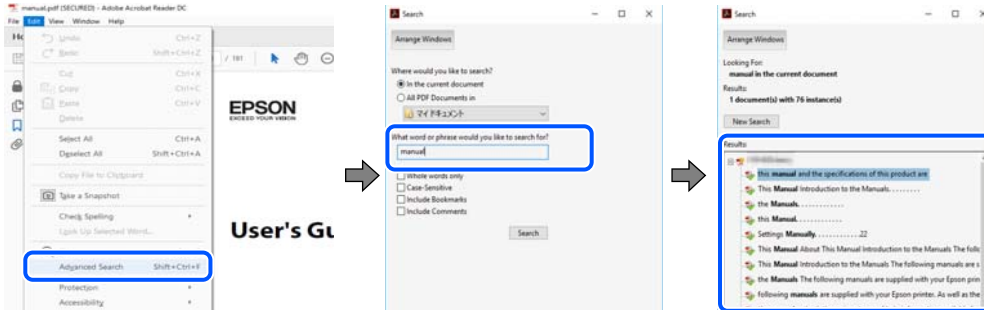 manual.pdf (SECURED) - Adobe Acrobat Reader DC
File Edit View Window Help
Undo Ctrl+Z
Redo Shift+Ctrl+Z
Cut Ctrl+X
Copy Ctrl+C
Paste Ctrl+V
Delete
Select All Ctrl+A
Deselect All Shift+Ctrl+A
Copy File to Clipboard
Take a Snapshot
Check Spelling
Look Up Selected Word...
Advanced Search Shift+Ctrl+F
Protection
Accessibility
/ 191
EPSON
EXCEED YOUR VISION
User's Gu
Search
Arrange Windows
Where would you like to search?
In the current document
All PDF Documents in
マイ ドキュメント
What word or phrase would you like to search for?
manual
Whole words only
Case-Sensitive
Include Bookmarks
Include Comments
Search
Search
Arrange Windows
Looking For:
manual in the current document
Results:
1 document(s) with 76 instance(s)
New Search
Results:
this manual and the specifications of this product are
This Manual Introduction to the Manuals. . . . . . . . .
the Manuals. . . . . . . . . . . . .
this Manual. . . . . . . . . . . . .
Settings Manually. . . . . . . . . . . . .22
This Manual About This Manual Introduction to the Manuals The follo
This Manual Introduction to the Manuals The following manuals are s
the Manuals The following manuals are supplied with your Epson prin
following manuals are supplied with your Epson printer. As well as the